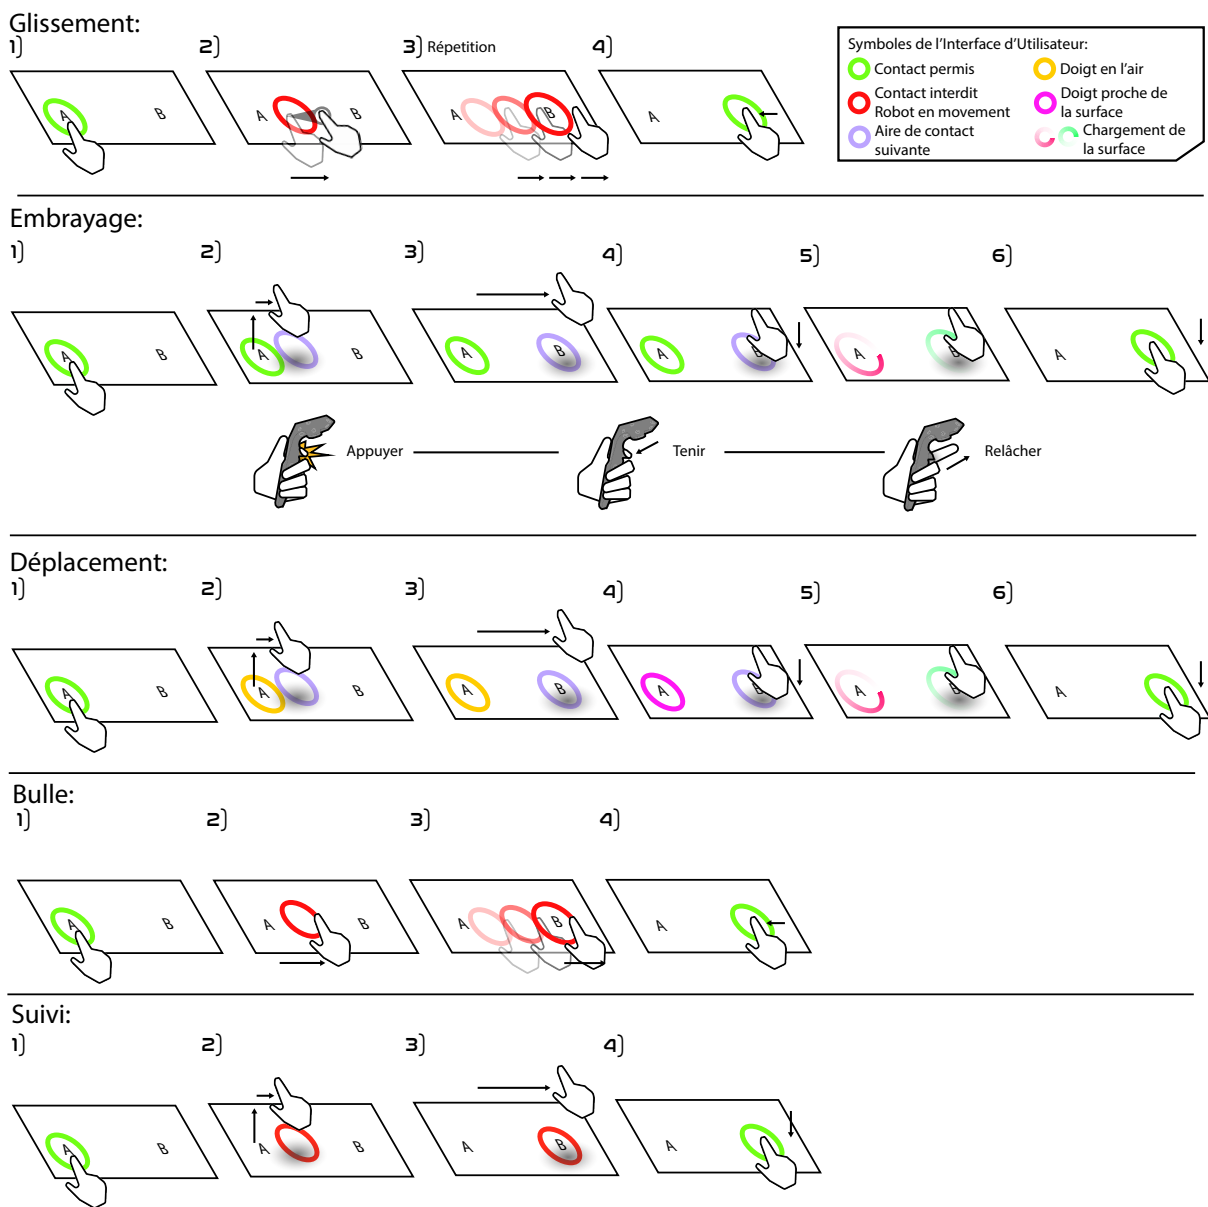 Glissement:
1) 2) 3) Répetition 4)
A B
A B
A B
A
Symboles de l'Interface d'Utilisateur:
Contact permis
Contact interdit
Robot en movement
Aire de contact
suivante
Doigt en l'air
Doigt proche de
la surface
Chargement de
la surface
Embrayage:
1) 2) 3) 4) 5) 6)
A B
A B
A B
A B
A B
A
Appuyer
Tenir
Relâcher
Déplacement:
1) 2) 3) 4) 5) 6)
A B
A B
A B
A B
A B
A
Bulle:
1) 2) 3) 4)
A B
A B
A B
A
Suivi:
1) 2) 3) 4)
A B
A B
A B
A